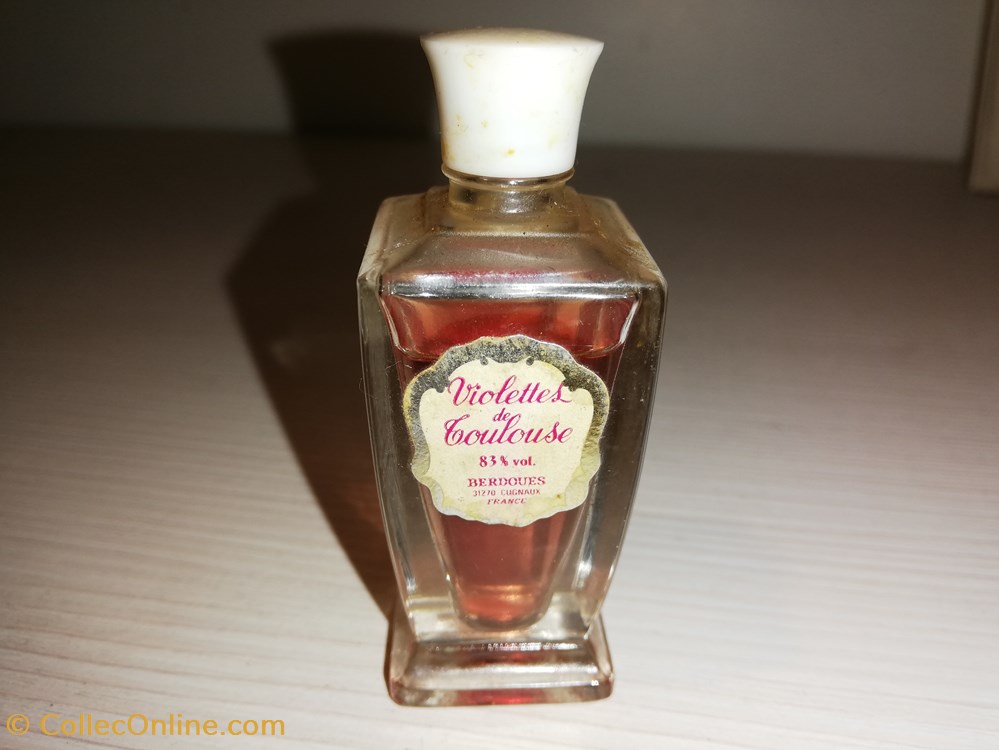 Violettes
de
Toulouse
83% vol.
BERDOUES
31270 CUGNAUX
FRANCE
© CollecOnline.com